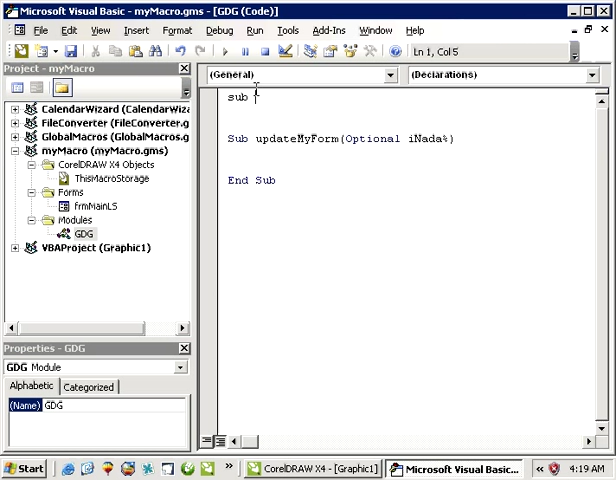 Microsoft Visual Basic - myMacro.gms - [GDG (Code)]
File Edit View Insert Format Debug Run Tools Add-Ins Window Help
Ln 1, Col 5
Project - myMacro
(General) (Declarations)
CalendarWizard (CalendarWiza
FileConverter (FileConverter.g
GlobalMacros (GlobalMacros.g
myMacro (myMacro.gms)
CorelDRAW X4 Objects
ThisMacroStorage
Forms
frmMainLS
Modules
GDG
VBAProject (Graphic1)
sub
Sub updateMyForm(Optional iNada%)
End Sub
Properties - GDG
GDG Module
Alphabetic Categorized
(Name) GDG
Start
CorelDRAW X4 - [Graphic1]
Microsoft Visual Basic...
4:19 AM